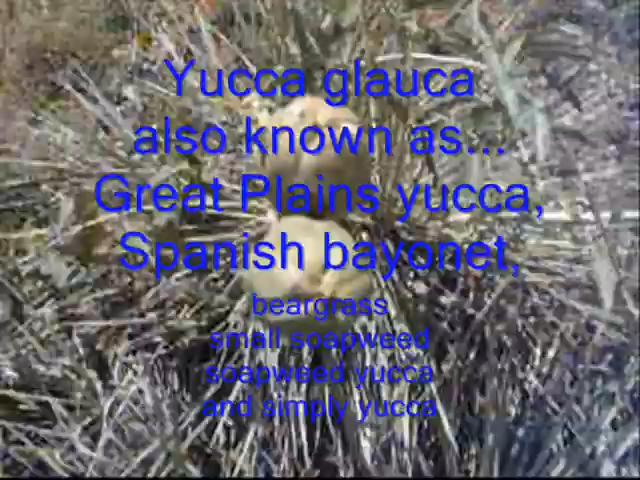 Yucca glauca
also known as...
Great Plains yucca,
Spanish bayonet,
beargrass
small soapweed
soapweed yucca
and simply yucca